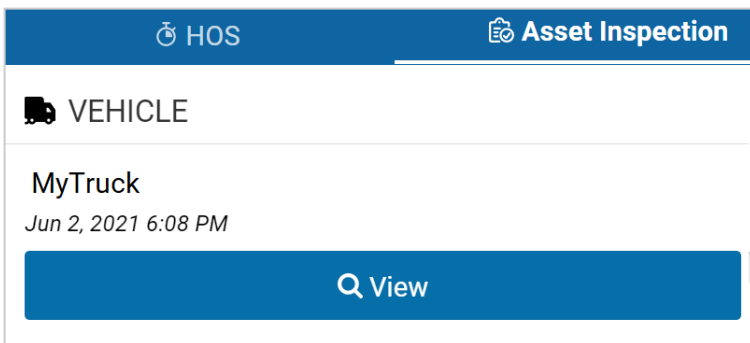 HOS
Asset Inspection
VEHICLE
MyTruck
Jun 2, 2021 6:08 PM
View